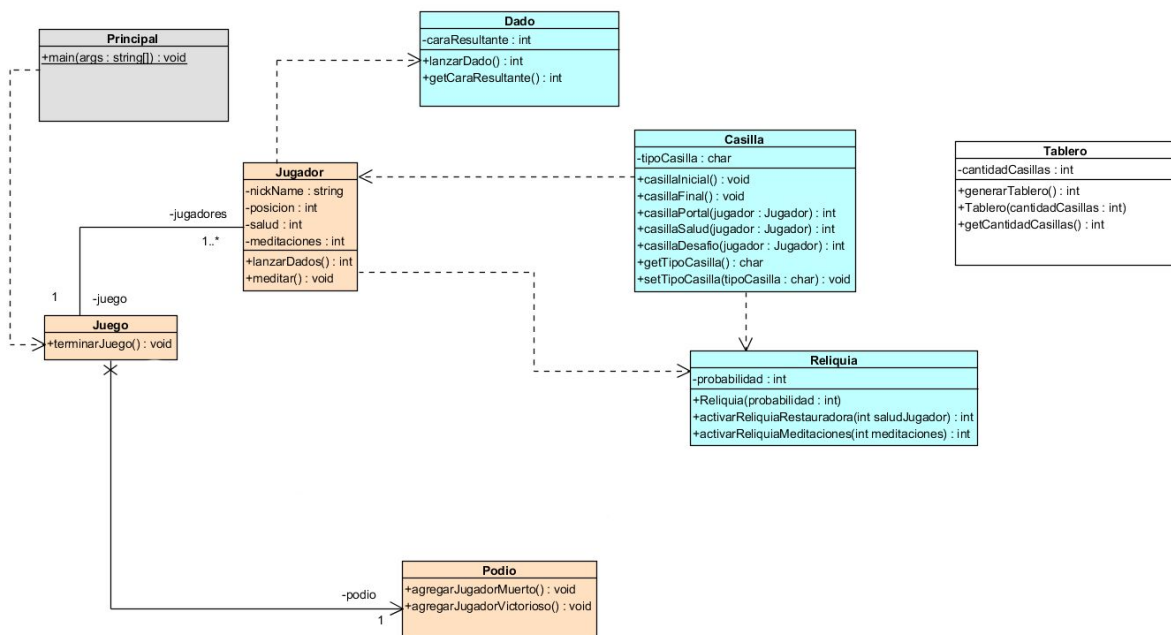 Principal
+main(args : string[]) : void
Dado
-caraResultante : int
+lanzarDado() : int
+getCaraResultante() : int
Jugador
-nickName : string
-posicion : int
-salud : int
-meditaciones : int
+lanzarDados() : int
+meditar() : void
Casilla
-tipoCasilla : char
+casillaInicial() : void
+casillaFinal() : void
+casillaPortal(jugador : Jugador) : int
+casillaSalud(jugador : Jugador) : int
+casillaDesafio(jugador : Jugador) : int
+getTipoCasilla() : char
+setTipoCasilla(tipoCasilla : char) : void
Tablero
-cantidadCasillas : int
+generarTablero() : int
+Tablero(cantidadCasillas : int)
+getCantidadCasillas() : int
-jugadores
1..*
1
-juego
Juego
+terminarJuego() : void
Reliquia
-probabilidad : int
+Reliquia(probabilidad : int)
+activarReliquiaRestauradora(int saludJugador) : int
+activarReliquiaMeditaciones(int meditaciones) : int
-podio
1
Podio
+agregarJugadorMuerto() : void
+agregarJugadorVictorioso() : void